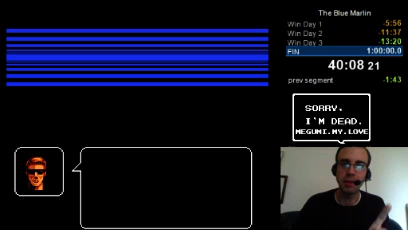 The Blue Marlin
Win Day 1 -5:56
Win Day 2 -11:37
Win Day 3 -13:20
FIN 1:00:00.0
40:08 21
prev segment -1:43
SORRY.
I'M DEAD.
MEGUMI.MY.LOVE